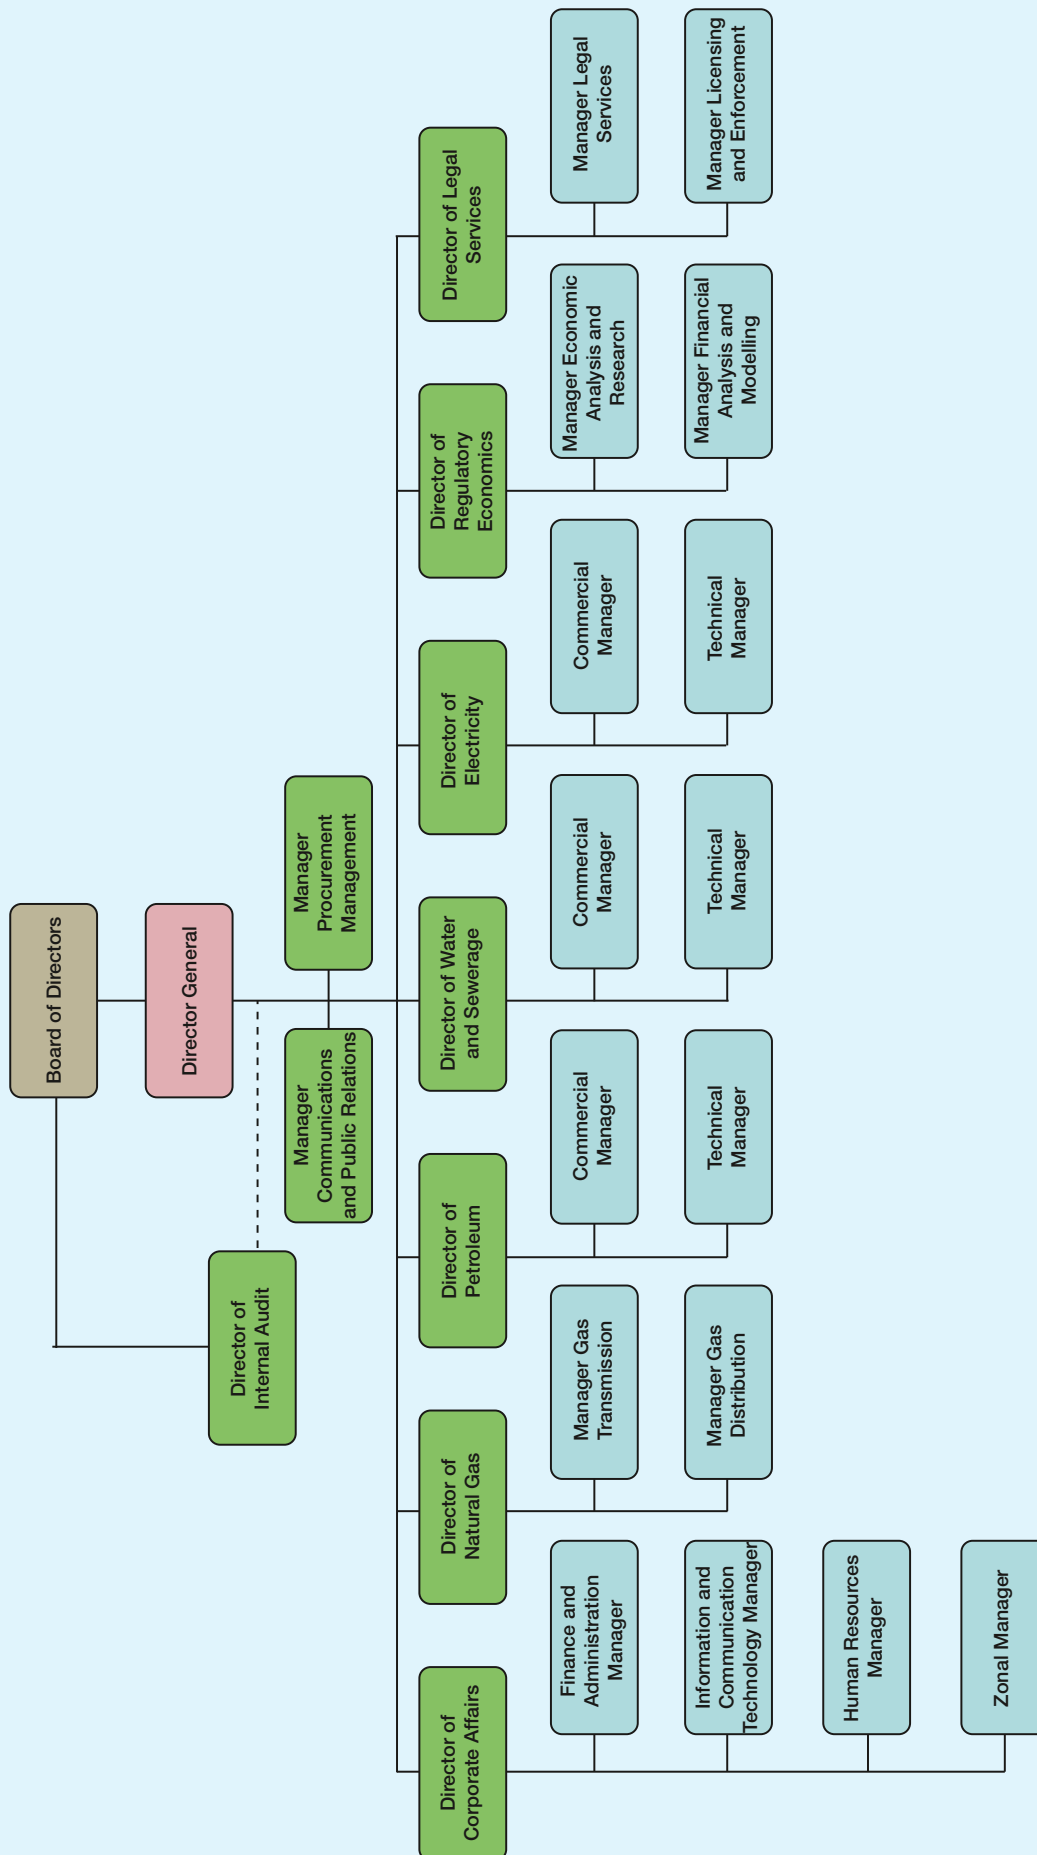 Board of Directors
Director General
Director of
Internal Audit
Manager
Communications
and Public Relations
Manager
Procurement
Management
Director of
Corporate Affairs
Director of
Natural Gas
Director of
Petroleum
Director of Water
and Sewerage
Director of
Electricity
Director of
Regulatory
Economics
Director of Legal
Services
Finance and
Administration
Manager
Manager Gas
Transmission
Commercial
Manager
Commercial
Manager
Commercial
Manager
Manager Economic
Analysis and
Research
Manager Legal
Services
Information and
Communication
Technology Manager
Manager Gas
Distribution
Technical
Manager
Technical
Manager
Technical
Manager
Manager Financial
Analysis and
Modelling
Manager Licensing
and Enforcement
Human Resources
Manager
Zonal Manager